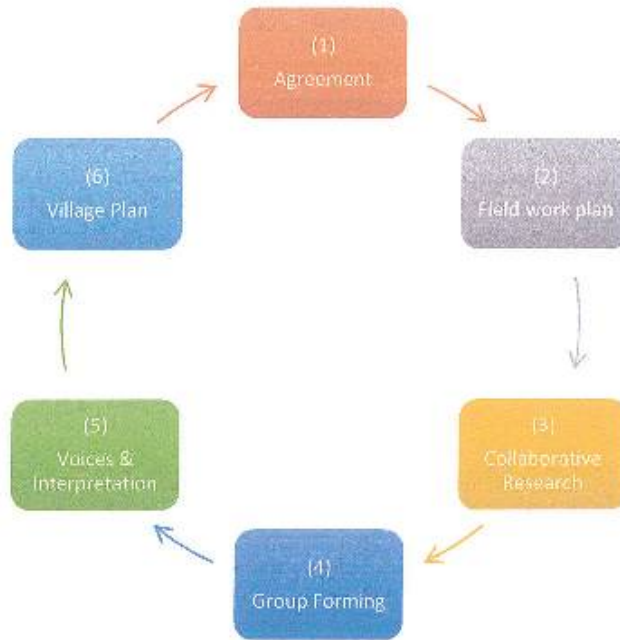 (1)
Agreement
(2)
Field work plan
(3)
Collaborative
Research
(4)
Group Forming
(5)
Voices &
Interpretation
(6)
Village Plan